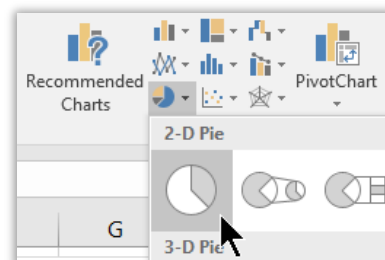 Recommended
Charts
PivotChart
2-D Pie
G
3-D Pie